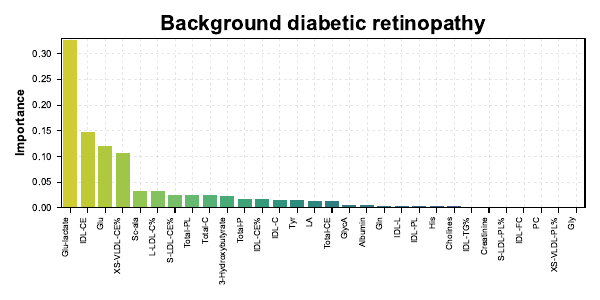 Background diabetic retinopathy
Importance
0.30
0.25
0.20
0.15
0.10
0.05
0.00
Glu-lactate
IDL-CE
Glu
XS-VLDL-CE%
Sc-ala
L-LDL-C%
S-LDL-CE%
Total-PL
Total-C
3-Hydroxybutyrate
Total-P
IDL-CE%
IDL-C
Tyr
LA
Total-CE
GlycA
Albumin
Gln
IDL-L
IDL-PL
His
Cholines
IDL-TG%
Creatinine
S-LDL-PL%
IDL-FC
PC
XS-VLDL-PL%
Gly